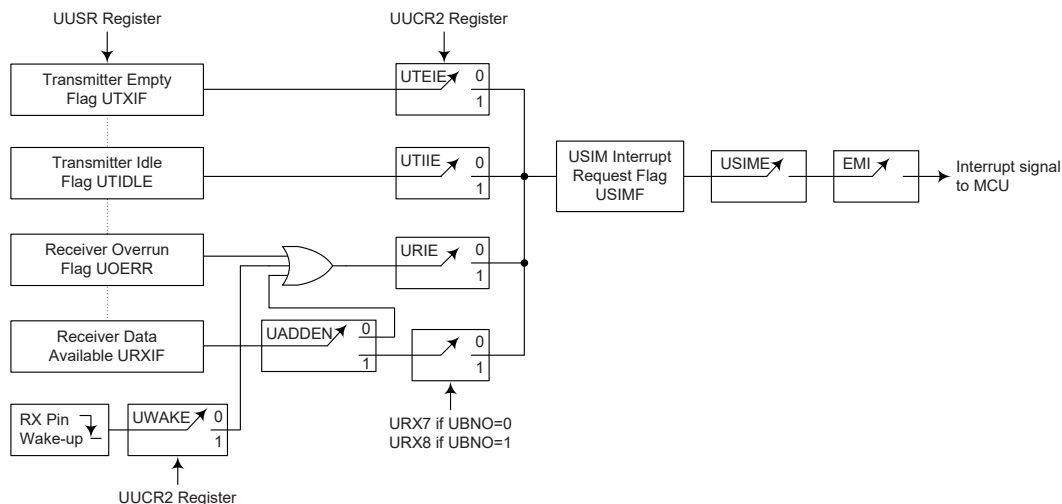 UUSR Register
UUCR2 Register
Transmitter Empty
Flag UTXIF
UTEIE
0
1
Transmitter Idle
Flag UTIDLE
UTIIE
0
1
USIM Interrupt
Request Flag
USIMF
USIME
EMI
Interrupt signal
to MCU
Receiver Overrun
Flag UOERR
URIE
0
1
Receiver Data
Available URXIF
UADDEN
0
1
0
1
RX Pin
Wake-up
UWAKE
0
1
URX7 if UBNO=0
URX8 if UBNO=1
UUCR2 Register